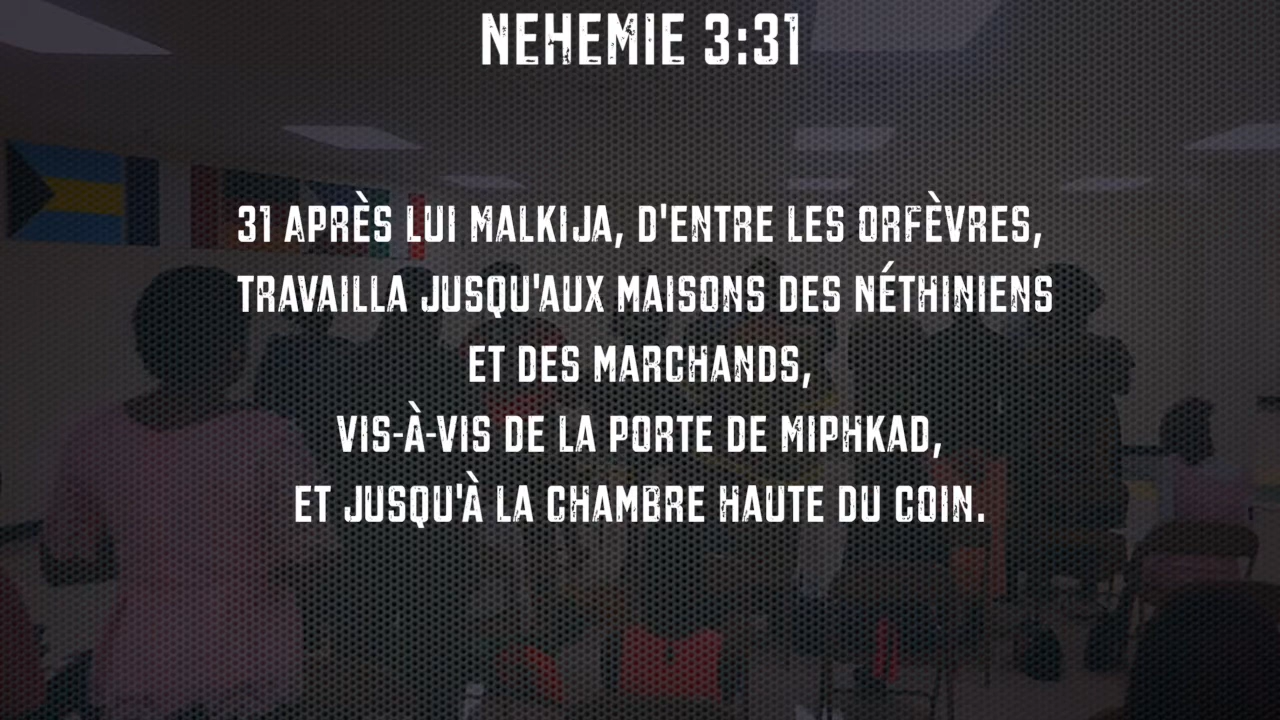 NEHEMIE 3:31
31 APRÈS LUI MALKIJA, D'ENTRE LES ORFÈVRES,
TRAVAILLA JUSQU'AUX MAISONS DES NÉTHINIENS
ET DES MARCHANDS,
VIS-À-VIS DE LA PORTE DE MIPHKAD,
ET JUSQU'À LA CHAMBRE HAUTE DU COIN.